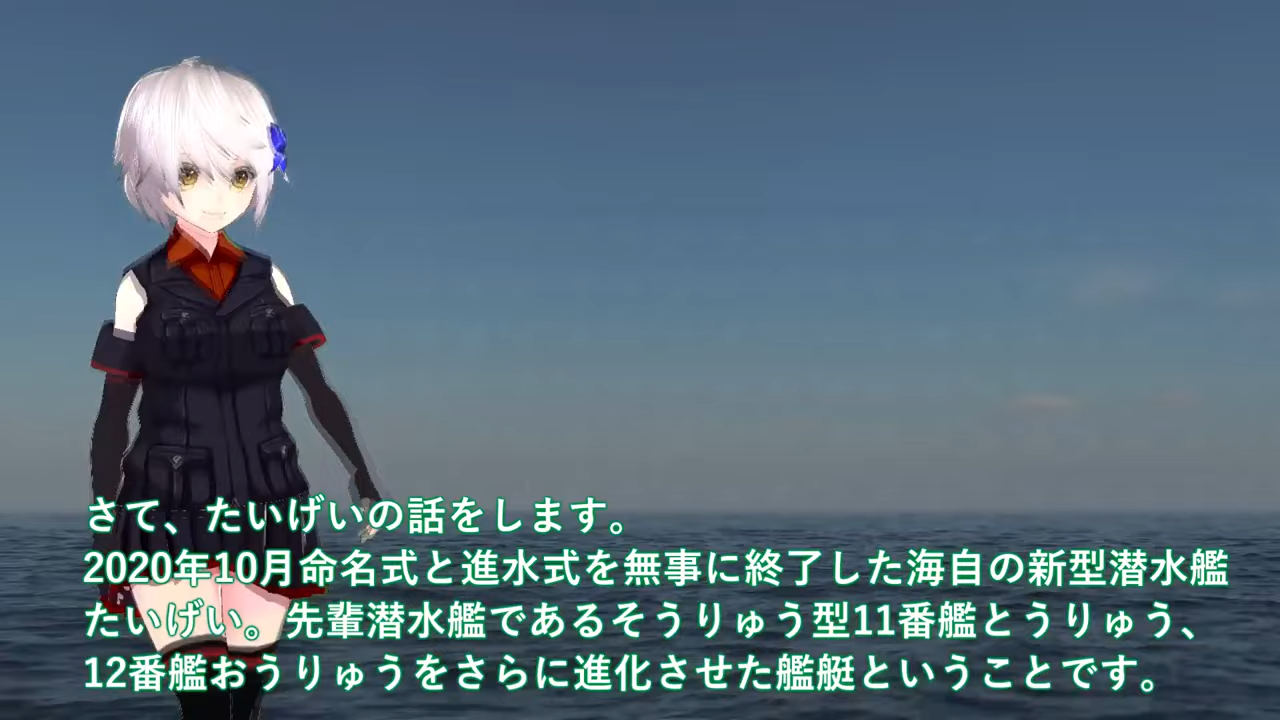 さて、たいげいの話をします。
2020年10月命名式と進水式を無事に終了した海自の新型潜水艦
たいげい。先輩潜水艦であるそうりゅう型11番艦とうりゅう、
12番艦おうりゅうをさらに進化させた艦艇ということです。